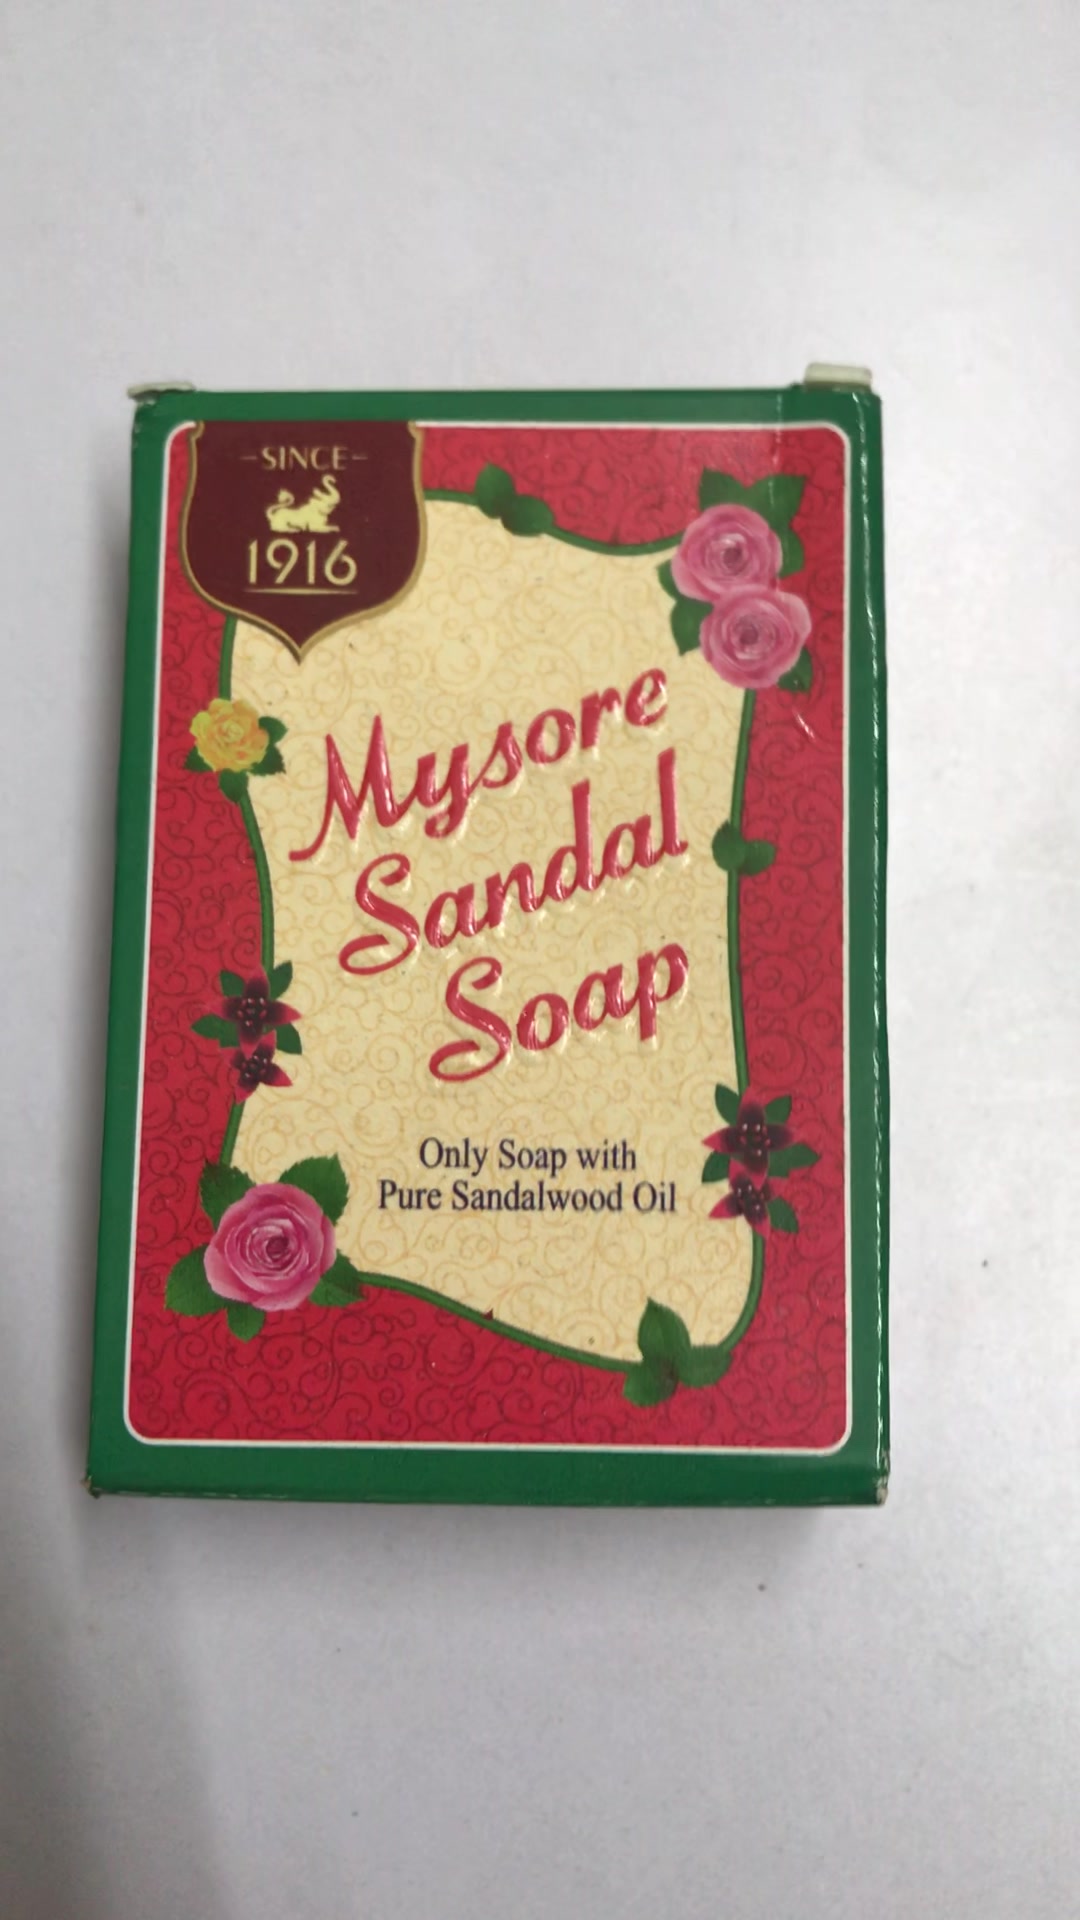 -SINCE-
1916
Mysore
Sandal
Soap
Only Soap with
Pure Sandalwood Oil